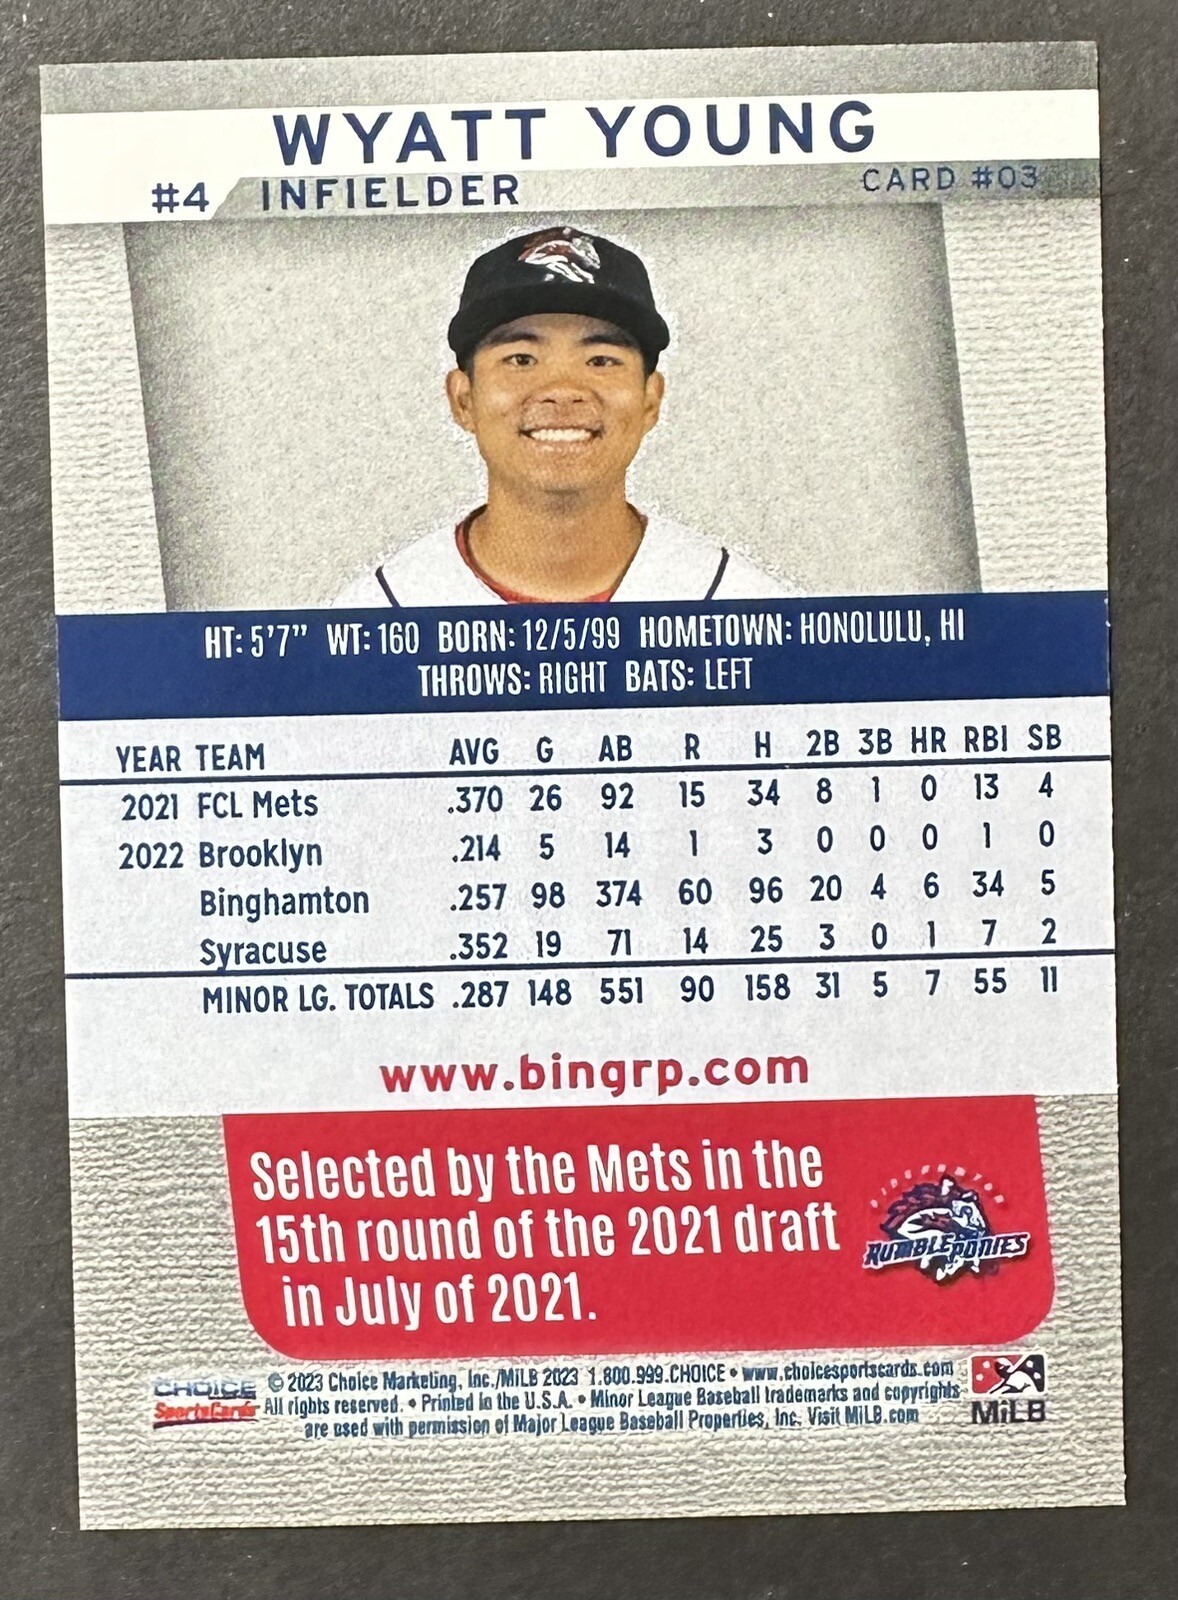 WYATT YOUNG
#4 INFIELDER CARD #03
HT: 5'7" WT: 160 BORN: 12/5/99 HOMETOWN: HONOLULU, HI
THROWS: RIGHT BATS: LEFT
YEAR TEAM AVG G AB R H 2B 3B HR RBI SB
2021 FCL Mets .370 26 92 15 34 8 1 0 13 4
2022 Brooklyn .214 5 14 1 3 0 0 0 1 0
Binghamton .257 98 374 60 96 20 4 6 34 5
Syracuse .352 19 71 14 25 3 0 1 7 2
MINOR LG. TOTALS .287 148 551 90 158 31 5 7 55 11
www.bingrp.com
Selected by the Mets in the
15th round of the 2021 draft
in July of 2021.
BINGHAMTON
RUMBLE PONIES
CHOICE
SportsCards
© 2023 Choice Marketing, Inc./MiLB 2023 1.800.999.CHOICE • www.choicesportscards.com
All rights reserved. • Printed in the U.S.A. • Minor League Baseball trademarks and copyrights
are used with permission of Major League Baseball Properties, Inc. Visit MiLB.com
MiLB